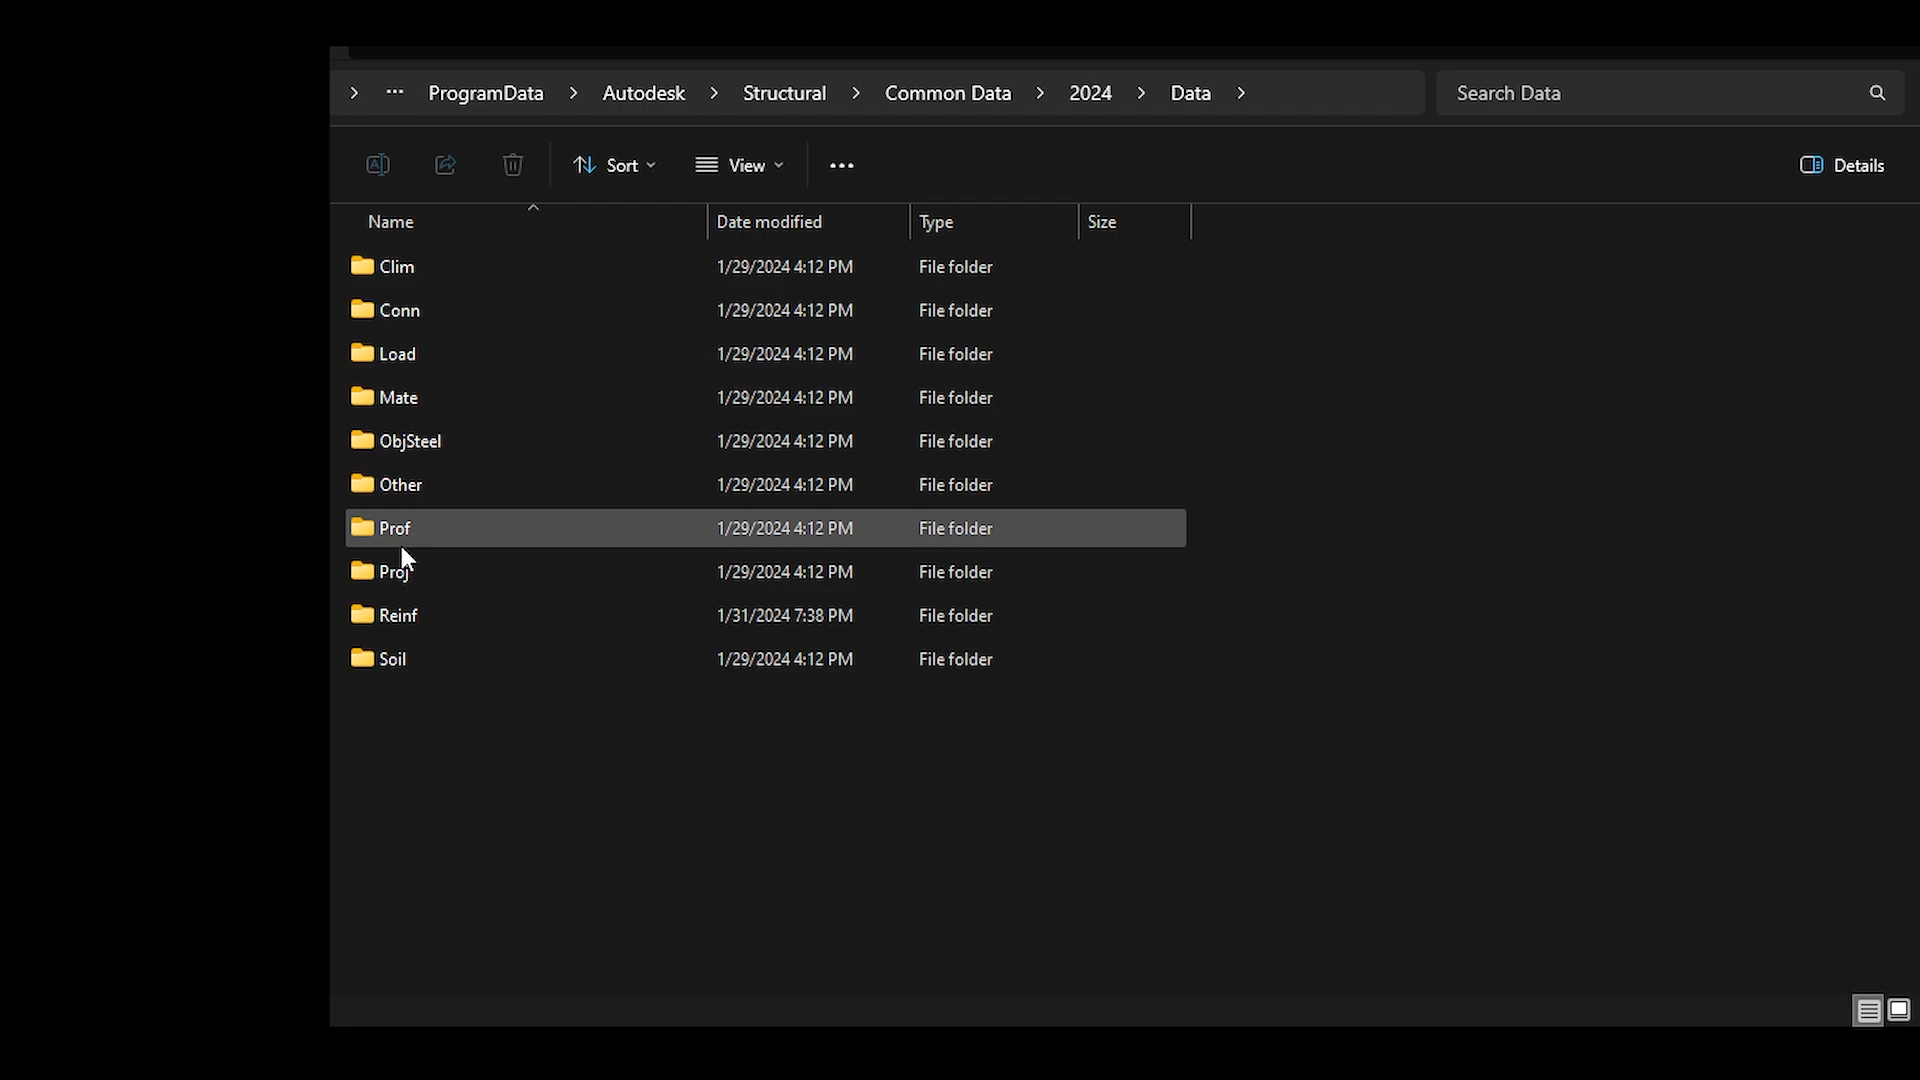 ProgramData > Autodesk > Structural > Common Data > 2024 > Data > Search Data
Sort View Details
Name Date modified Type Size
Clim 1/29/2024 4:12 PM File folder
Conn 1/29/2024 4:12 PM File folder
Load 1/29/2024 4:12 PM File folder
Mate 1/29/2024 4:12 PM File folder
ObjSteel 1/29/2024 4:12 PM File folder
Other 1/29/2024 4:12 PM File folder
Prof 1/29/2024 4:12 PM File folder
Proj 1/29/2024 4:12 PM File folder
Reinf 1/31/2024 7:38 PM File folder
Soil 1/29/2024 4:12 PM File folder